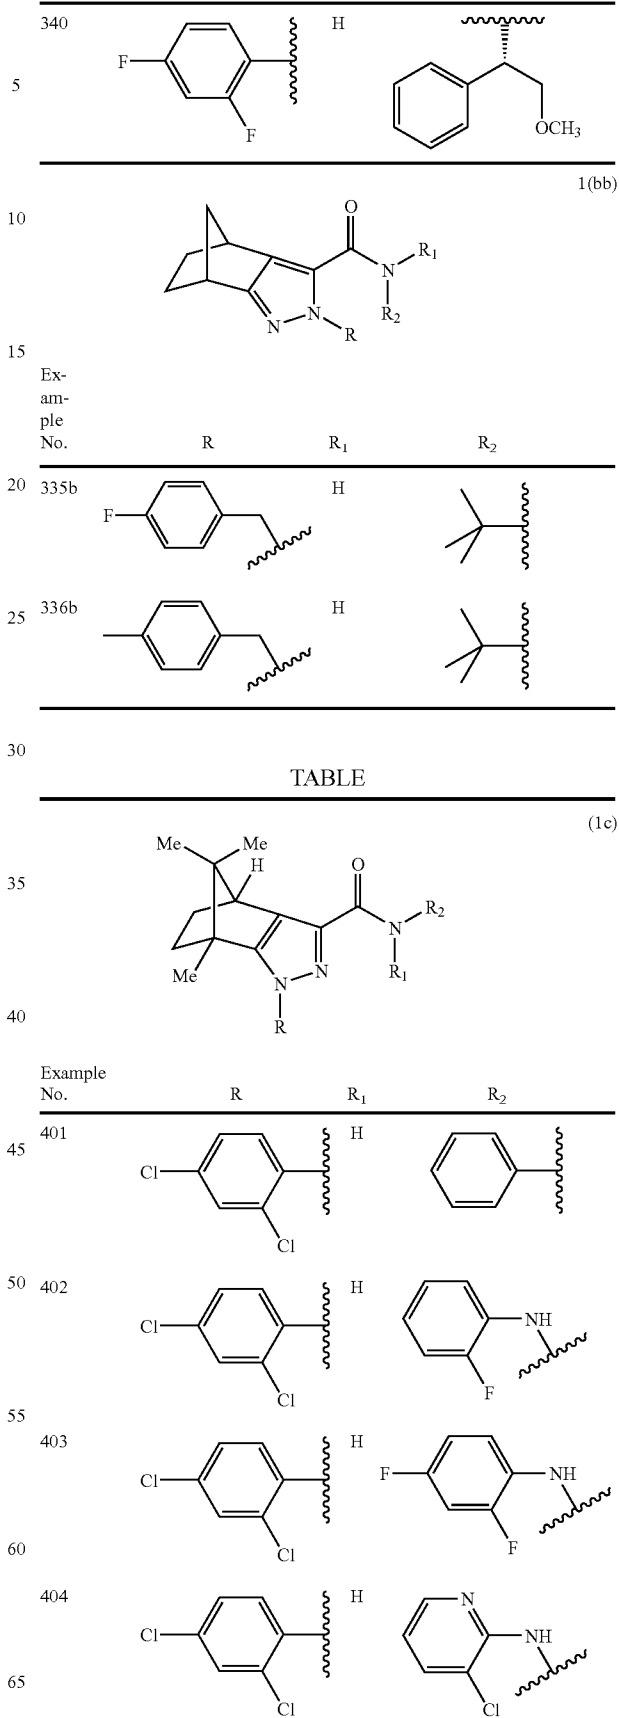 340 H
F
F
OCH3
5
1(bb)
10
O
R1
N
R2
N
N
R
15
Ex-
am-
ple
No. R R1 R2
20 335b H
F
25 336b H
30
TABLE
(1c)
Me Me
H
O
35
R2
N
R1
Me
N
N
R
40
Example
No. R R1 R2
401 H
45
Cl
Cl
50 402 H
Cl NH
Cl F
55
403 H
Cl F NH
Cl F
60
404 H
N
Cl NH
65
Cl Cl